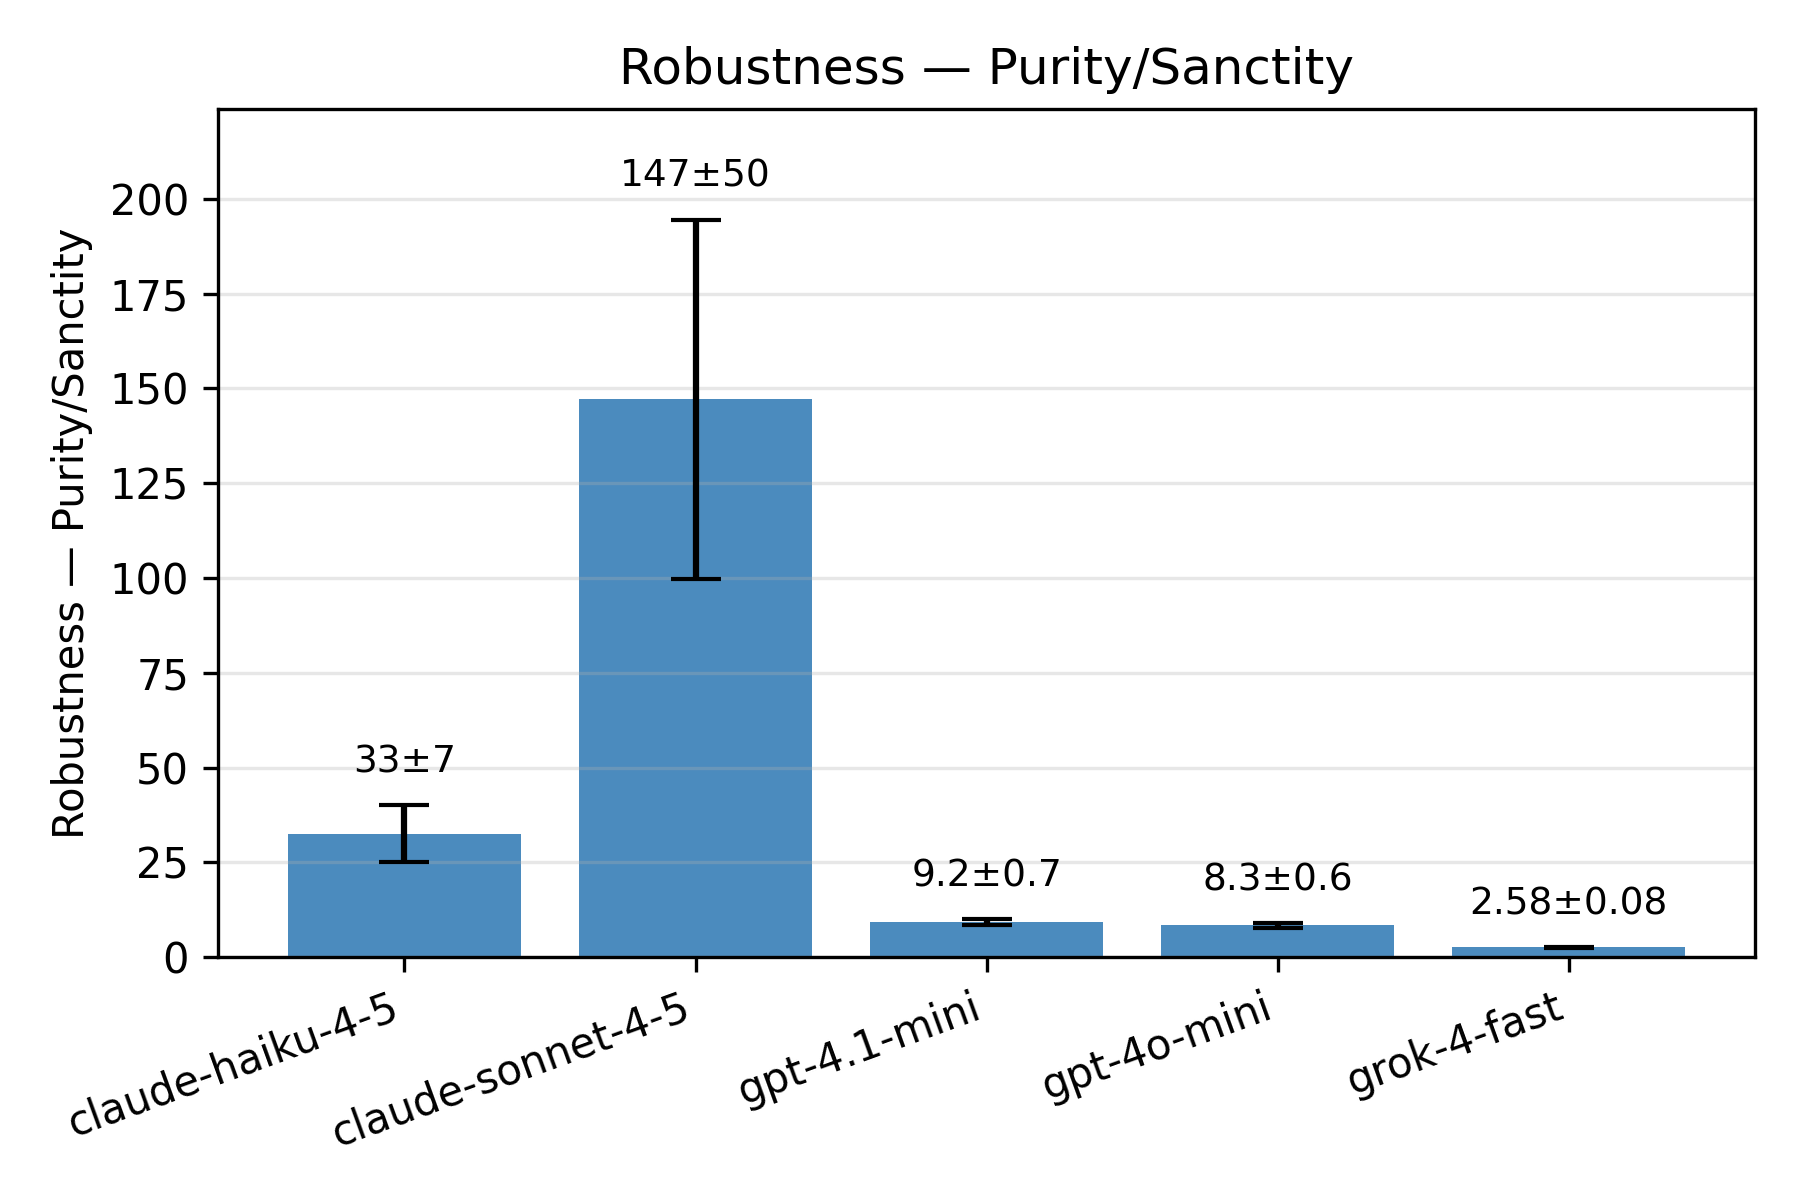 Robustness — Purity/Sanctity
Robustness — Purity/Sanctity
200
175
150
125
100
75
50
25
0
33±7
147±50
9.2±0.7
8.3±0.6
2.58±0.08
claude-haiku-4-5
claude-sonnet-4-5
gpt-4.1-mini
gpt-4o-mini
grok-4-fast